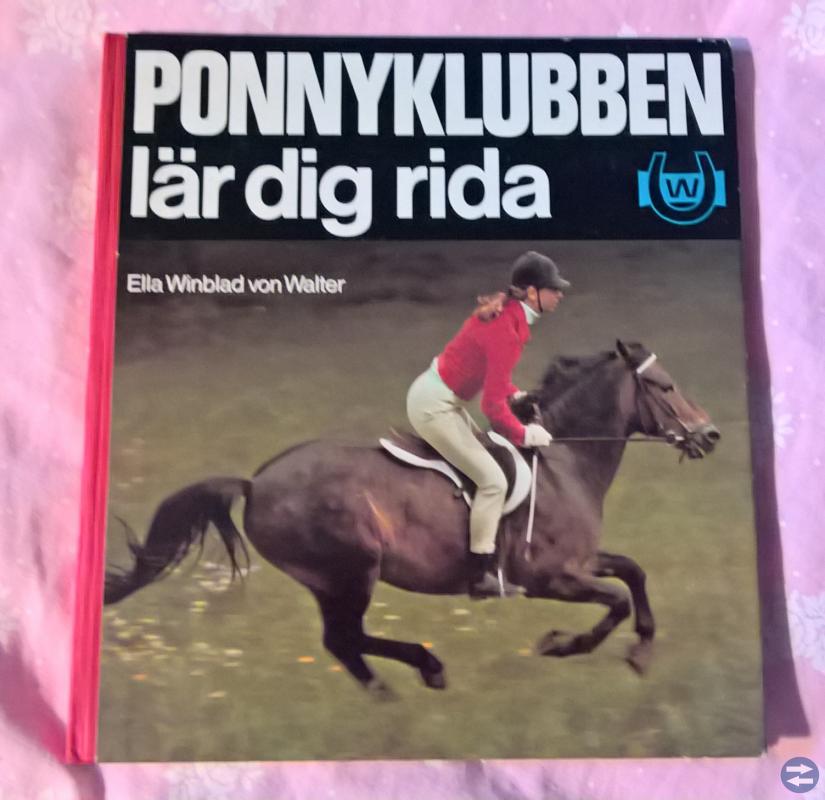 PONNYKLUBBEN
lär dig rida
W
Ella Winblad von Walter